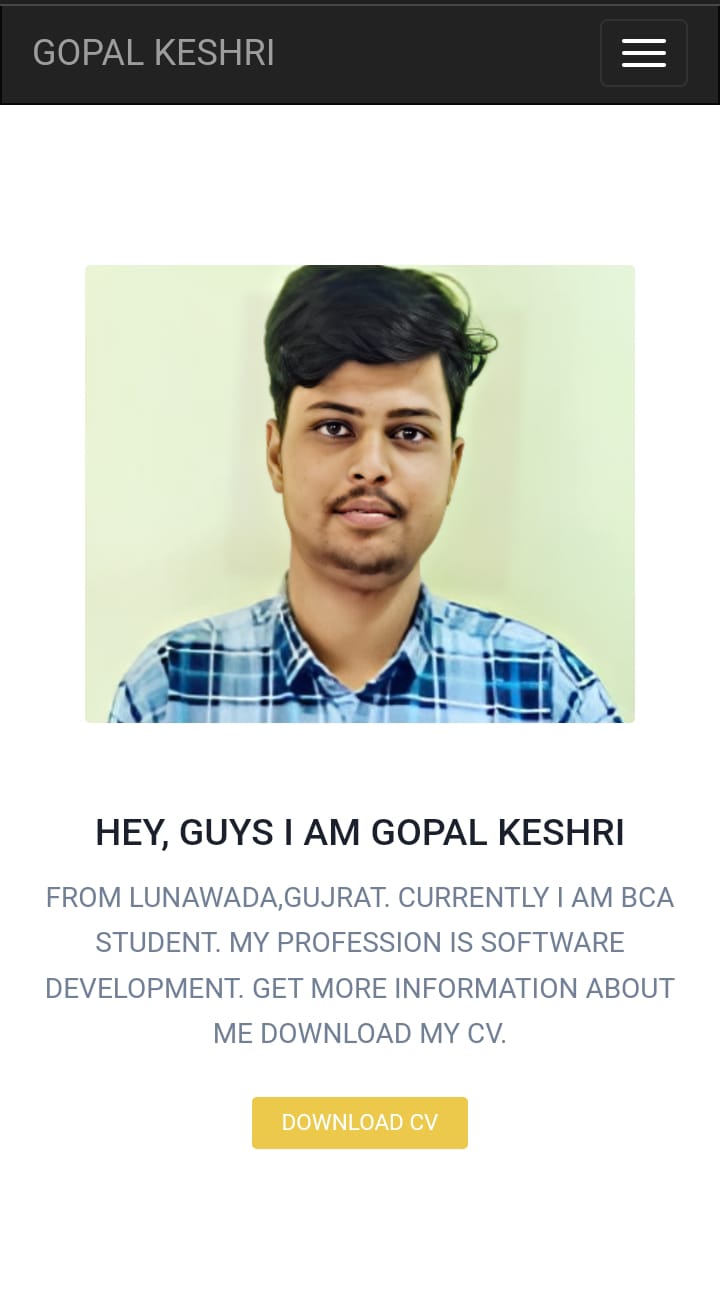 GOPAL KESHRI
HEY, GUYS I AM GOPAL KESHRI
FROM LUNAWADA,GUJRAT. CURRENTLY I AM BCA
STUDENT. MY PROFESSION IS SOFTWARE
DEVELOPMENT. GET MORE INFORMATION ABOUT
ME DOWNLOAD MY CV.
DOWNLOAD CV